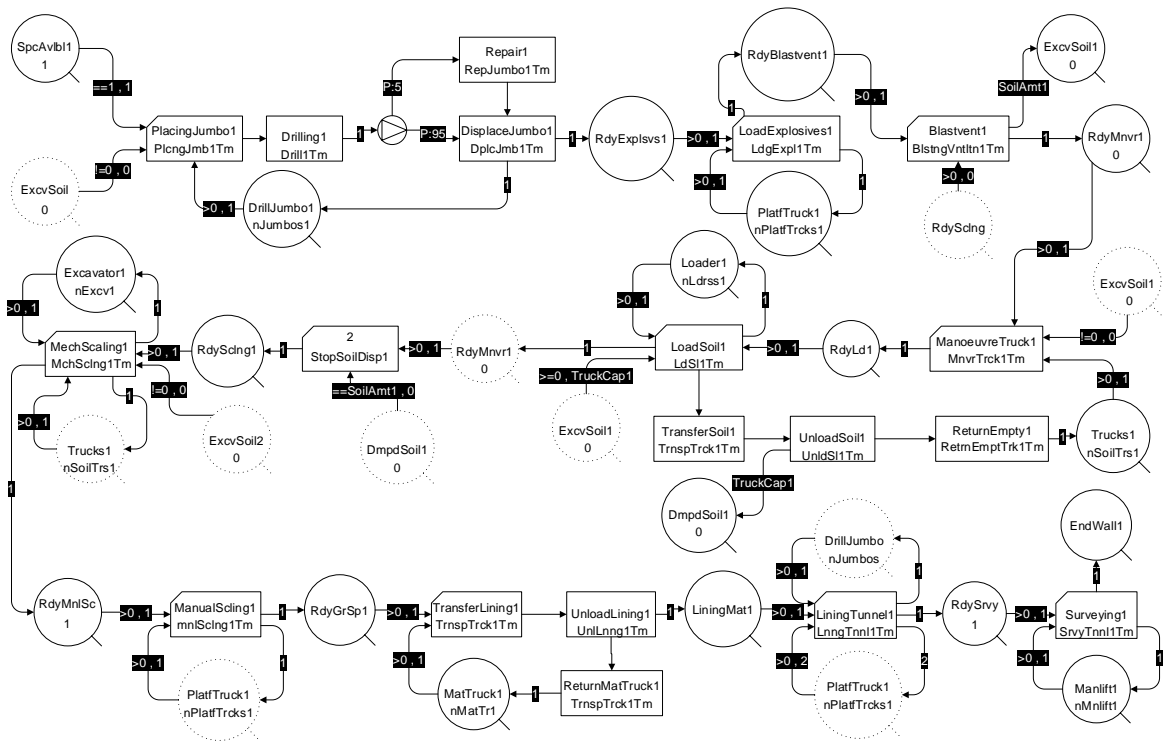 SpcAvlbl1
1
==1 , 1
PlacingJumbo1
PlcngJmb1Tm
!=0 , 0
ExcvSoil
0
Drilling1
Drill1Tm
1
P:5
P:95
Repair1
RepJumbo1Tm
DisplaceJumbo1
DplcJmb1Tm
1
1
>0 , 1
DrillJumbo1
nJumbos1
RdyExplsvs1
>0 , 1
RdyBlastvent1
1
LoadExplosives1
LdgExpl1Tm
>0 , 1
1
PlatfTruck1
nPlatfTrcks1
>0 , 1
Blastvent1
BlstngVntltn1Tm
SoilAmt1
ExcvSoil1
0
1
RdyMnvr1
0
>0 , 0
RdySclng
>0 , 1
ExcvSoil1
0
!=0, 0
ManoeuvreTruck1
MnvrTrck1Tm
>0 , 1
Trucks1
nSoilTrs1
1
RdyLd1
>0 , 1
Loader1
nLdrss1
>0 , 1
1
LoadSoil1
LdSl1Tm
>=0 , TruckCap1
ExcvSoil1
0
1
RdyMnvr1
0
>0 , 1
2
StopSoilDisp1
==SoilAmt1 , 0
DmpdSoil1
0
1
RdySclng1
>0 , 1
Excavator1
nExcv1
>0 , 1
1
MechScaling1
MchSclng1Tm
!=0 , 0
ExcvSoil2
0
>0 , 1
1
Trucks1
nSoilTrs1
1
TransferSoil1
TrnspTrck1Tm
UnloadSoil1
UnldSl1Tm
ReturnEmpty1
RetrnEmptTrk1Tm
1
TruckCap1
DmpdSoil1
0
RdyMnlSc
1
>0 , 1
ManualScling1
mnlSclng1Tm
1
>0 , 1
1
PlatfTruck1
nPlatfTrcks1
RdyGrSp1
>0 , 1
TransferLining1
TrnspTrck1Tm
>0 , 1
MatTruck1
nMatTr1
1
UnloadLining1
UnlLnng1Tm
ReturnMatTruck1
TrnspTrck1Tm
1
LiningMat1
>0 , 1
DrillJumbo
nJumbos
>0 , 1
1
LiningTunnel1
LnngTnnl1Tm
>0 , 2
2
PlatfTruck1
nPlatfTrcks1
1
RdySrvy
1
>0 , 1
EndWall1
1
Surveying1
SrvyTnnl1Tm
>0 , 1
1
Manlift1
nMnlift1